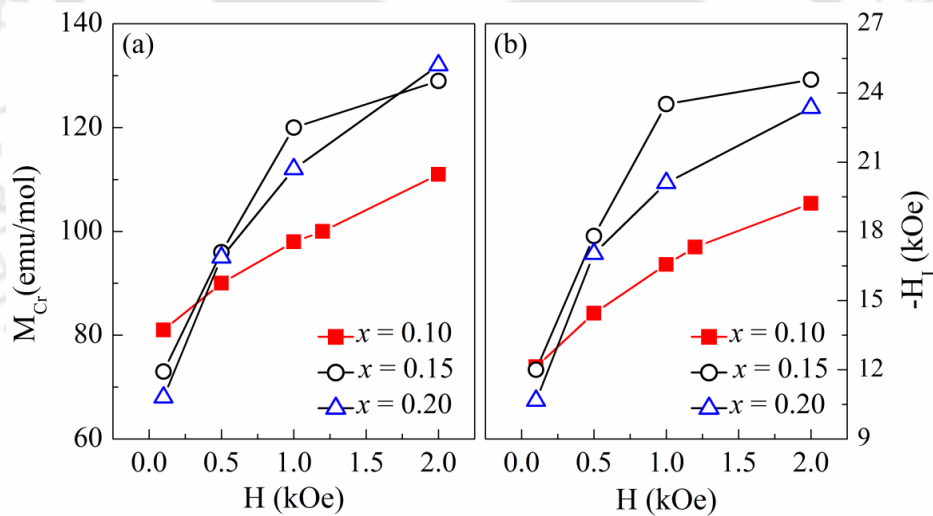 (a)
140
120
100
80
60
M_Cr(emu/mol)
x = 0.10
x = 0.15
x = 0.20
0.0 0.5 1.0 1.5 2.0
H (kOe)
(b)
27
24
21
18
15
12
9
-H_I (kOe)
x = 0.10
x = 0.15
x = 0.20
0.0 0.5 1.0 1.5 2.0
H (kOe)